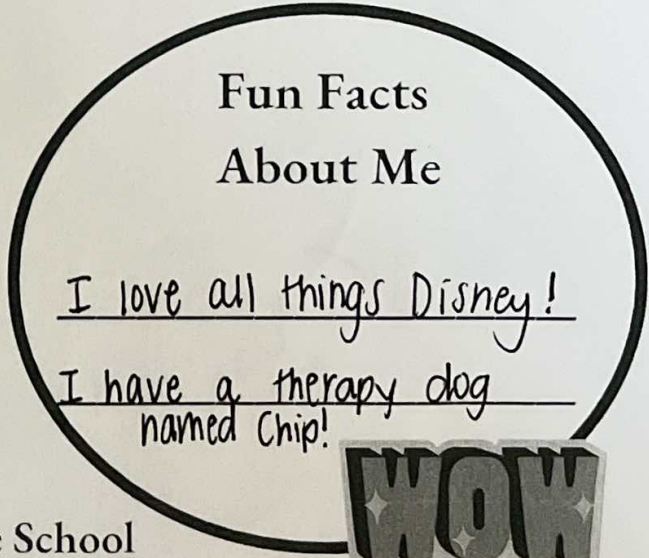 Fun Facts
About Me
I love all things Disney!
I have a therapy dog
named Chip!
WOW
School